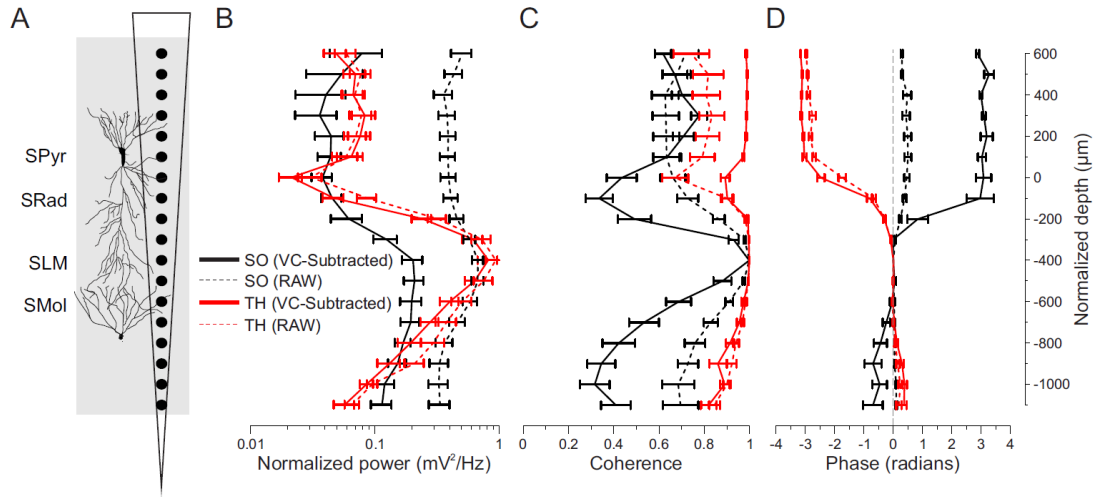 A
B
C
D
SPyr
SRad
SLM
SMol
SO (VC-Subtracted)
SO (RAW)
TH (VC-Subtracted)
TH (RAW)
0.01
0.1
1
Normalized power (mV²/Hz)
0
0.2
0.4
0.6
0.8
1
Coherence
-4
-3
-2
-1
0
1
2
3
4
Phase (radians)
600
400
200
0
-200
-400
-600
-800
-1000
Normalized depth (µm)